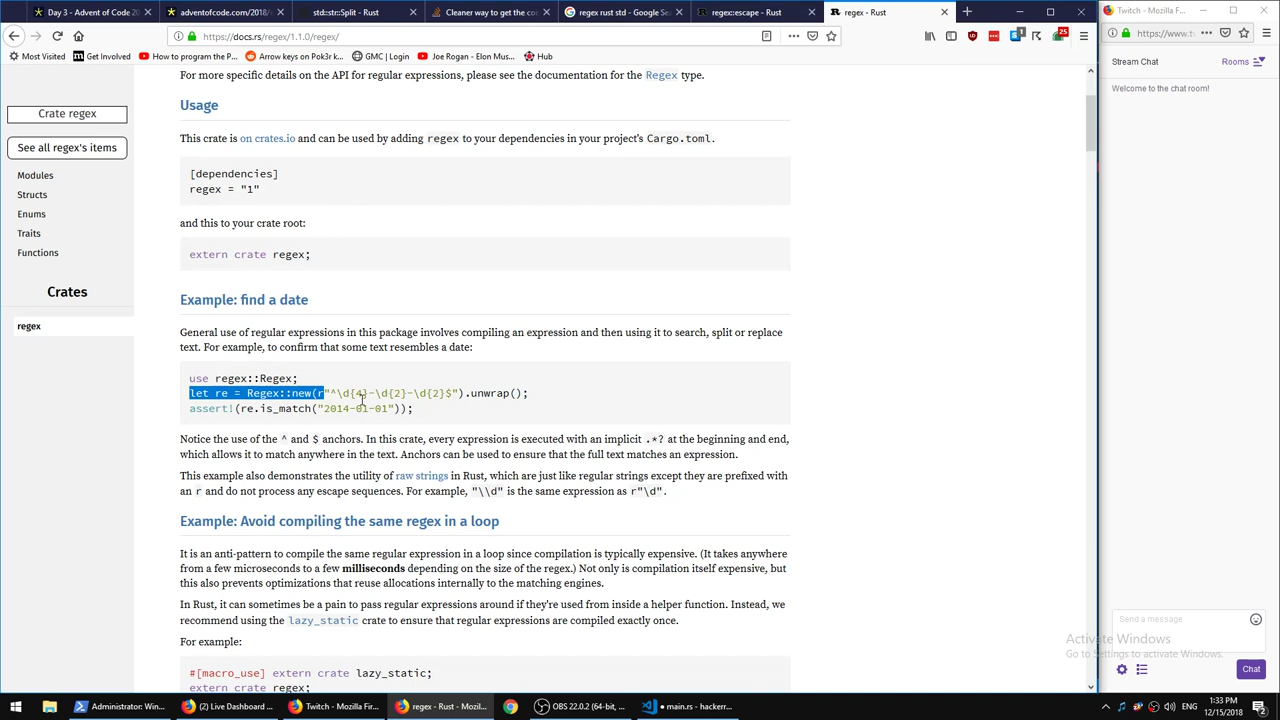 Day 3 - Advent of Code 20
adventofcode.com/2018/
std::str::Split - Rust
Cleaner way to get the co
regex rust std - Google Sea
regex::escape - Rust
regex - Rust
Twitch - Mozilla F...
https://docs.rs/regex/1.1.0/regex/
25
https://www.t
Most Visited
Get Involved
How to program the P...
Arrow keys on Pok3r k...
GMC | Login
Joe Rogan - Elon Mus...
Hub
Stream Chat
Rooms
Welcome to the chat room!
Crate regex
See all regex's items
Modules
Structs
Enums
Traits
Functions
Crates
regex
For more specific details on the API for regular expressions, please see the documentation for the Regex type.
Usage
This crate is on crates.io and can be used by adding regex to your dependencies in your project's Cargo.toml.
[dependencies]
regex = "1"
and this to your crate root:
extern crate regex;
Example: find a date
General use of regular expressions in this package involves compiling an expression and then using it to search, split or replace
text. For example, to confirm that some text resembles a date:
use regex::Regex;
let re = Regex::new(r"^\d{4}-\d{2}-\d{2}$").unwrap();
assert!(re.is_match("2014-01-01"));
Notice the use of the ^ and $ anchors. In this crate, every expression is executed with an implicit .*? at the beginning and end,
which allows it to match anywhere in the text. Anchors can be used to ensure that the full text matches an expression.
This example also demonstrates the utility of raw strings in Rust, which are just like regular strings except they are prefixed with
an r and do not process any escape sequences. For example, "\\d" is the same expression as r"\d".
Example: Avoid compiling the same regex in a loop
It is an anti-pattern to compile the same regular expression in a loop since compilation is typically expensive. (It takes anywhere
from a few microseconds to a few milliseconds depending on the size of the regex.) Not only is compilation itself expensive, but
this also prevents optimizations that reuse allocations internally to the matching engines.
In Rust, it can sometimes be a pain to pass regular expressions around if they're used from inside a helper function. Instead, we
recommend using the lazy_static crate to ensure that regular expressions are compiled exactly once.
For example:
#[macro_use] extern crate lazy_static;
extern crate regex;
Send a message
Chat
Activate Windows
Go to Settings to activate Windows.
Administrator: Win...
(2) Live Dashboard ...
Twitch - Mozilla Fir...
regex - Rust - Mozil...
OBS 22.0.2 (64-bit, ...
main.rs - hackerr...
ENG
1:33 PM
12/15/2018